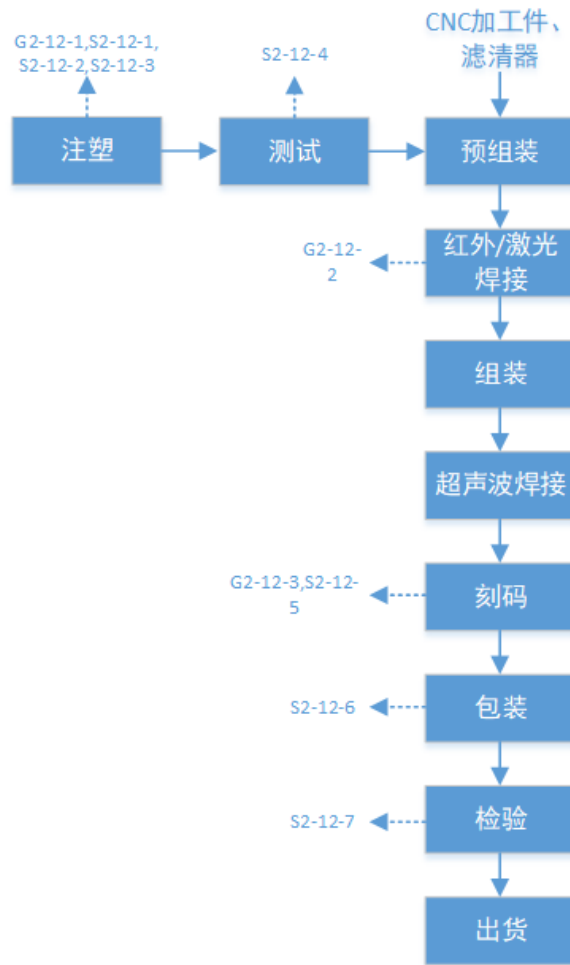 CNC加工件、
滤清器
G2-12-1,S2-12-1,
S2-12-2,S2-12-3
S2-12-4
注塑
测试
预组装
G2-12-
2
红外/激光
焊接
组装
超声波焊接
G2-12-3,S2-12-
5
刻码
S2-12-6
包装
S2-12-7
检验
出货